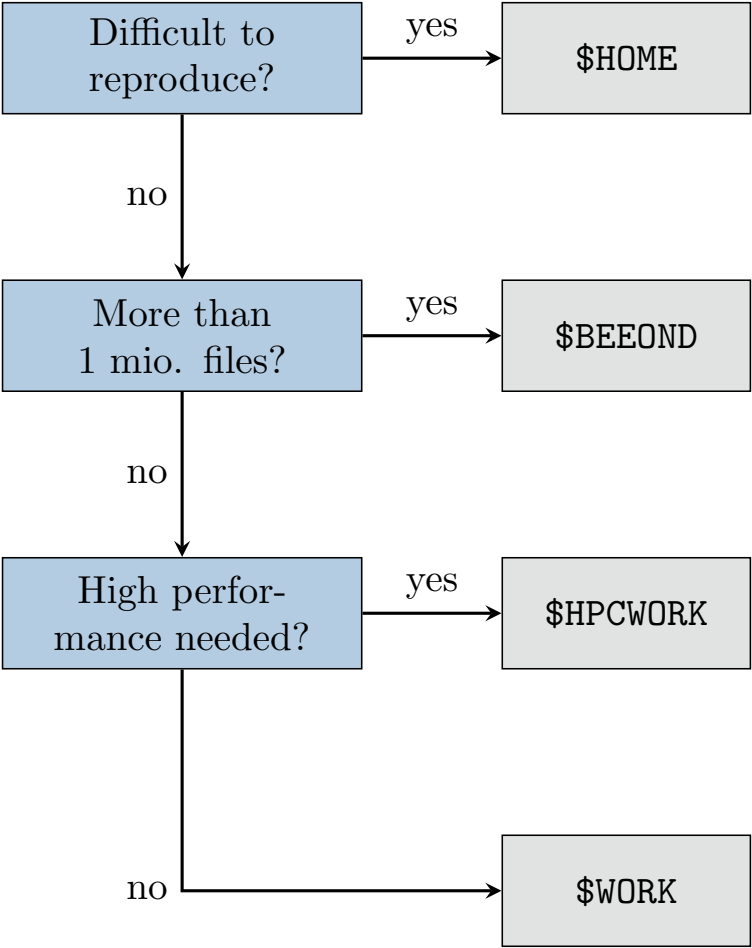 Difficult to
reproduce?
yes
$HOME
no
More than
1 mio. files?
yes
$BEEOND
no
High perfor-
mance needed?
yes
$HPCWORK
no
$WORK